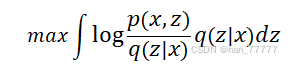 max ∫ log p(x,z)/q(z|x) q(z|x)dz
CSDN @han_77777